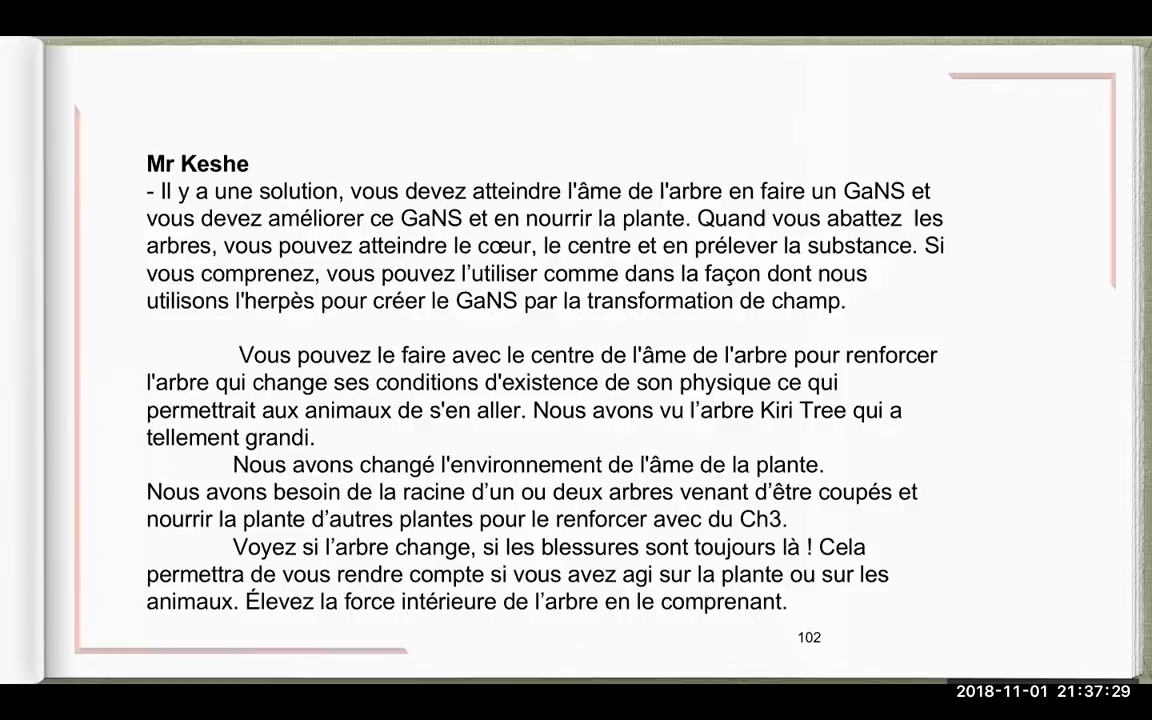 Mr Keshe
- Il y a une solution, vous devez atteindre l'âme de l'arbre en faire un GaNS et
vous devez améliorer ce GaNS et en nourrir la plante. Quand vous abattez  les
arbres, vous pouvez atteindre le cœur, le centre et en prélever la substance. Si
vous comprenez, vous pouvez l’utiliser comme dans la façon dont nous
utilisons l'herpès pour créer le GaNS par la transformation de champ.
Vous pouvez le faire avec le centre de l'âme de l'arbre pour renforcer
l'arbre qui change ses conditions d'existence de son physique ce qui
permettrait aux animaux de s'en aller. Nous avons vu l’arbre Kiri Tree qui a
tellement grandi.
Nous avons changé l'environnement de l'âme de la plante.
Nous avons besoin de la racine d’un ou deux arbres venant d’être coupés et
nourrir la plante d’autres plantes pour le renforcer avec du Ch3.
Voyez si l’arbre change, si les blessures sont toujours là ! Cela
permettra de vous rendre compte si vous avez agi sur la plante ou sur les
animaux. Élevez la force intérieure de l’arbre en le comprenant.
102
2018-11-01 21:37:29